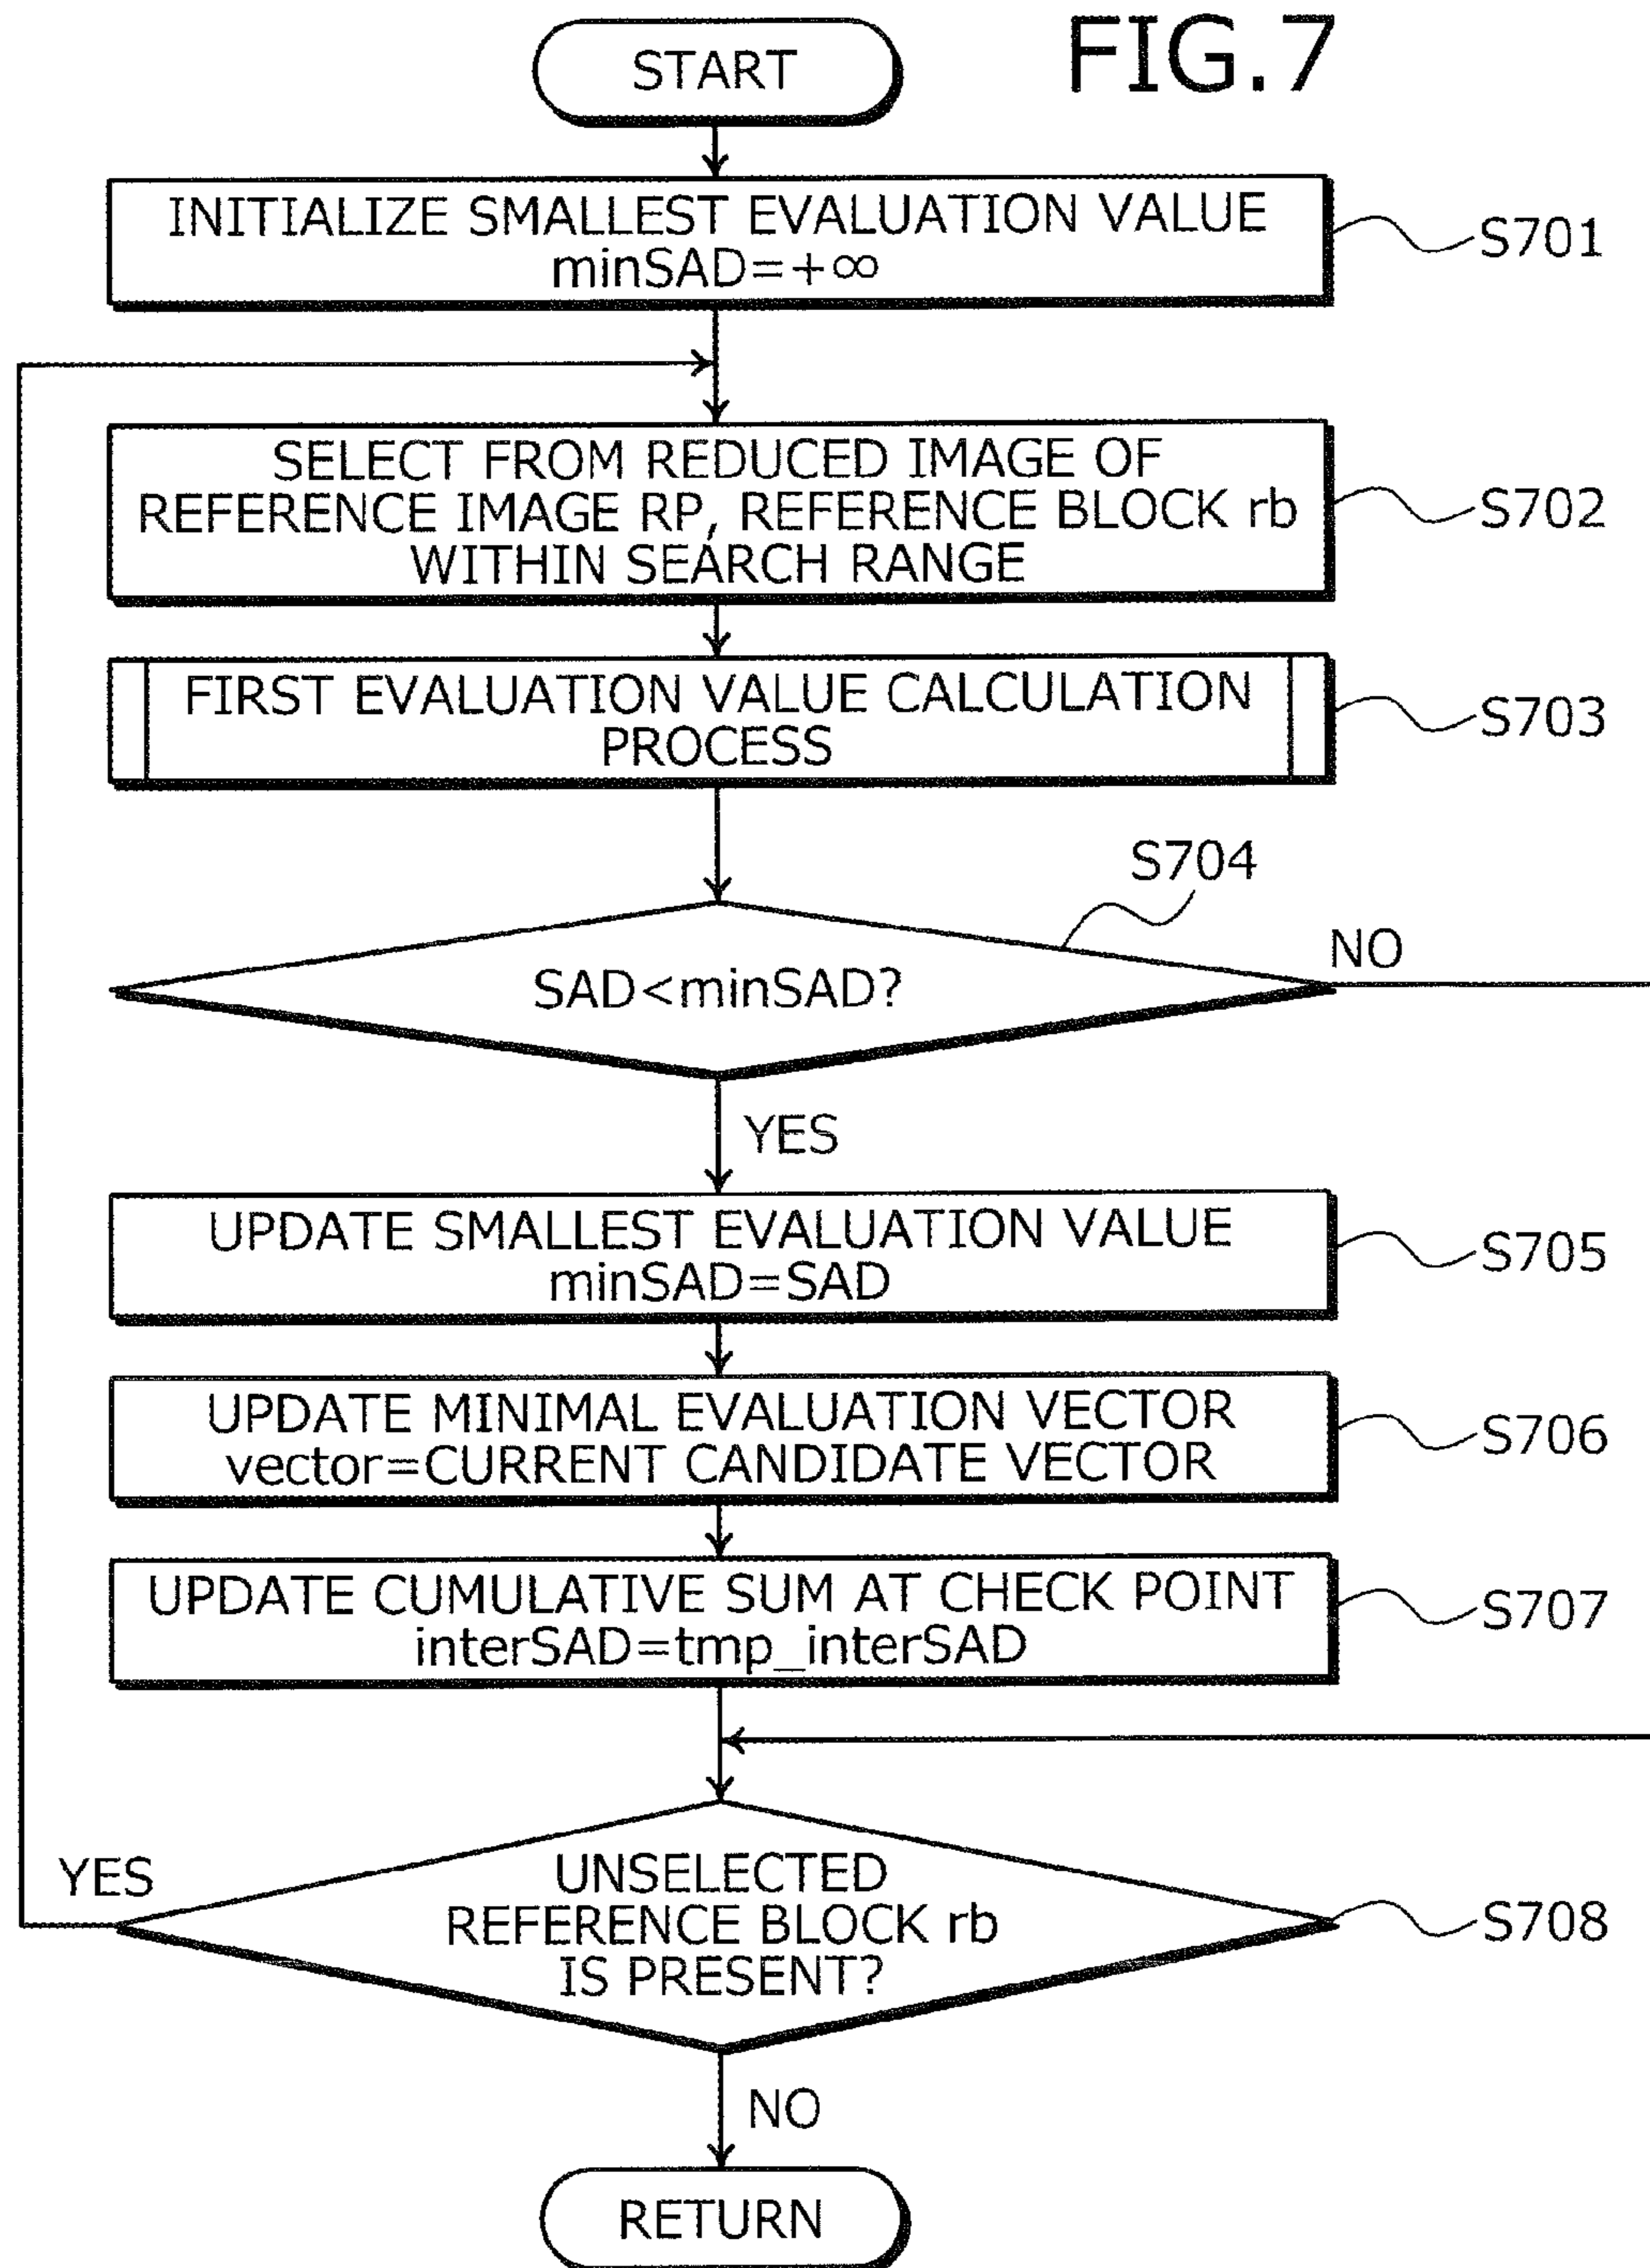 FIG.7
START
INITIALIZE SMALLEST EVALUATION VALUE
minSAD=+∞
S701
SELECT FROM REDUCED IMAGE OF
REFERENCE IMAGE RP, REFERENCE BLOCK rb
WITHIN SEARCH RANGE
S702
FIRST EVALUATION VALUE CALCULATION
PROCESS
S703
S704
SAD<minSAD?
NO
YES
UPDATE SMALLEST EVALUATION VALUE
minSAD=SAD
S705
UPDATE MINIMAL EVALUATION VECTOR
vector=CURRENT CANDIDATE VECTOR
S706
UPDATE CUMULATIVE SUM AT CHECK POINT
interSAD=tmp_interSAD
S707
YES
UNSELECTED
REFERENCE BLOCK rb
IS PRESENT?
S708
NO
RETURN